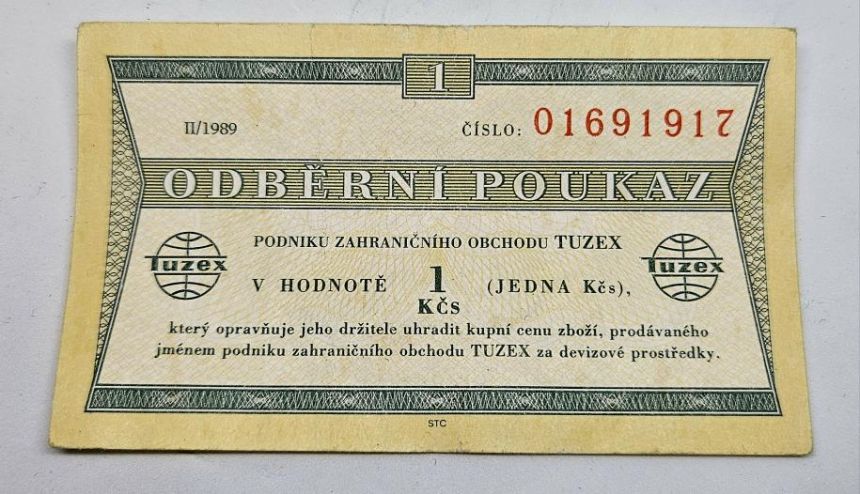 1
II/1989 ČÍSLO: 01691917
ODBĚRNÍ POUKAZ
PODNIKU ZAHRANIČNÍHO OBCHODU TUZEX
Tuzex V HODNOTĚ 1 (JEDNA Kčs), Tuzex
KČS
který opravňuje jeho držitele uhradit kupní cenu zboží, prodávaného
jménem podniku zahraničního obchodu TUZEX za devizové prostředky.
STC